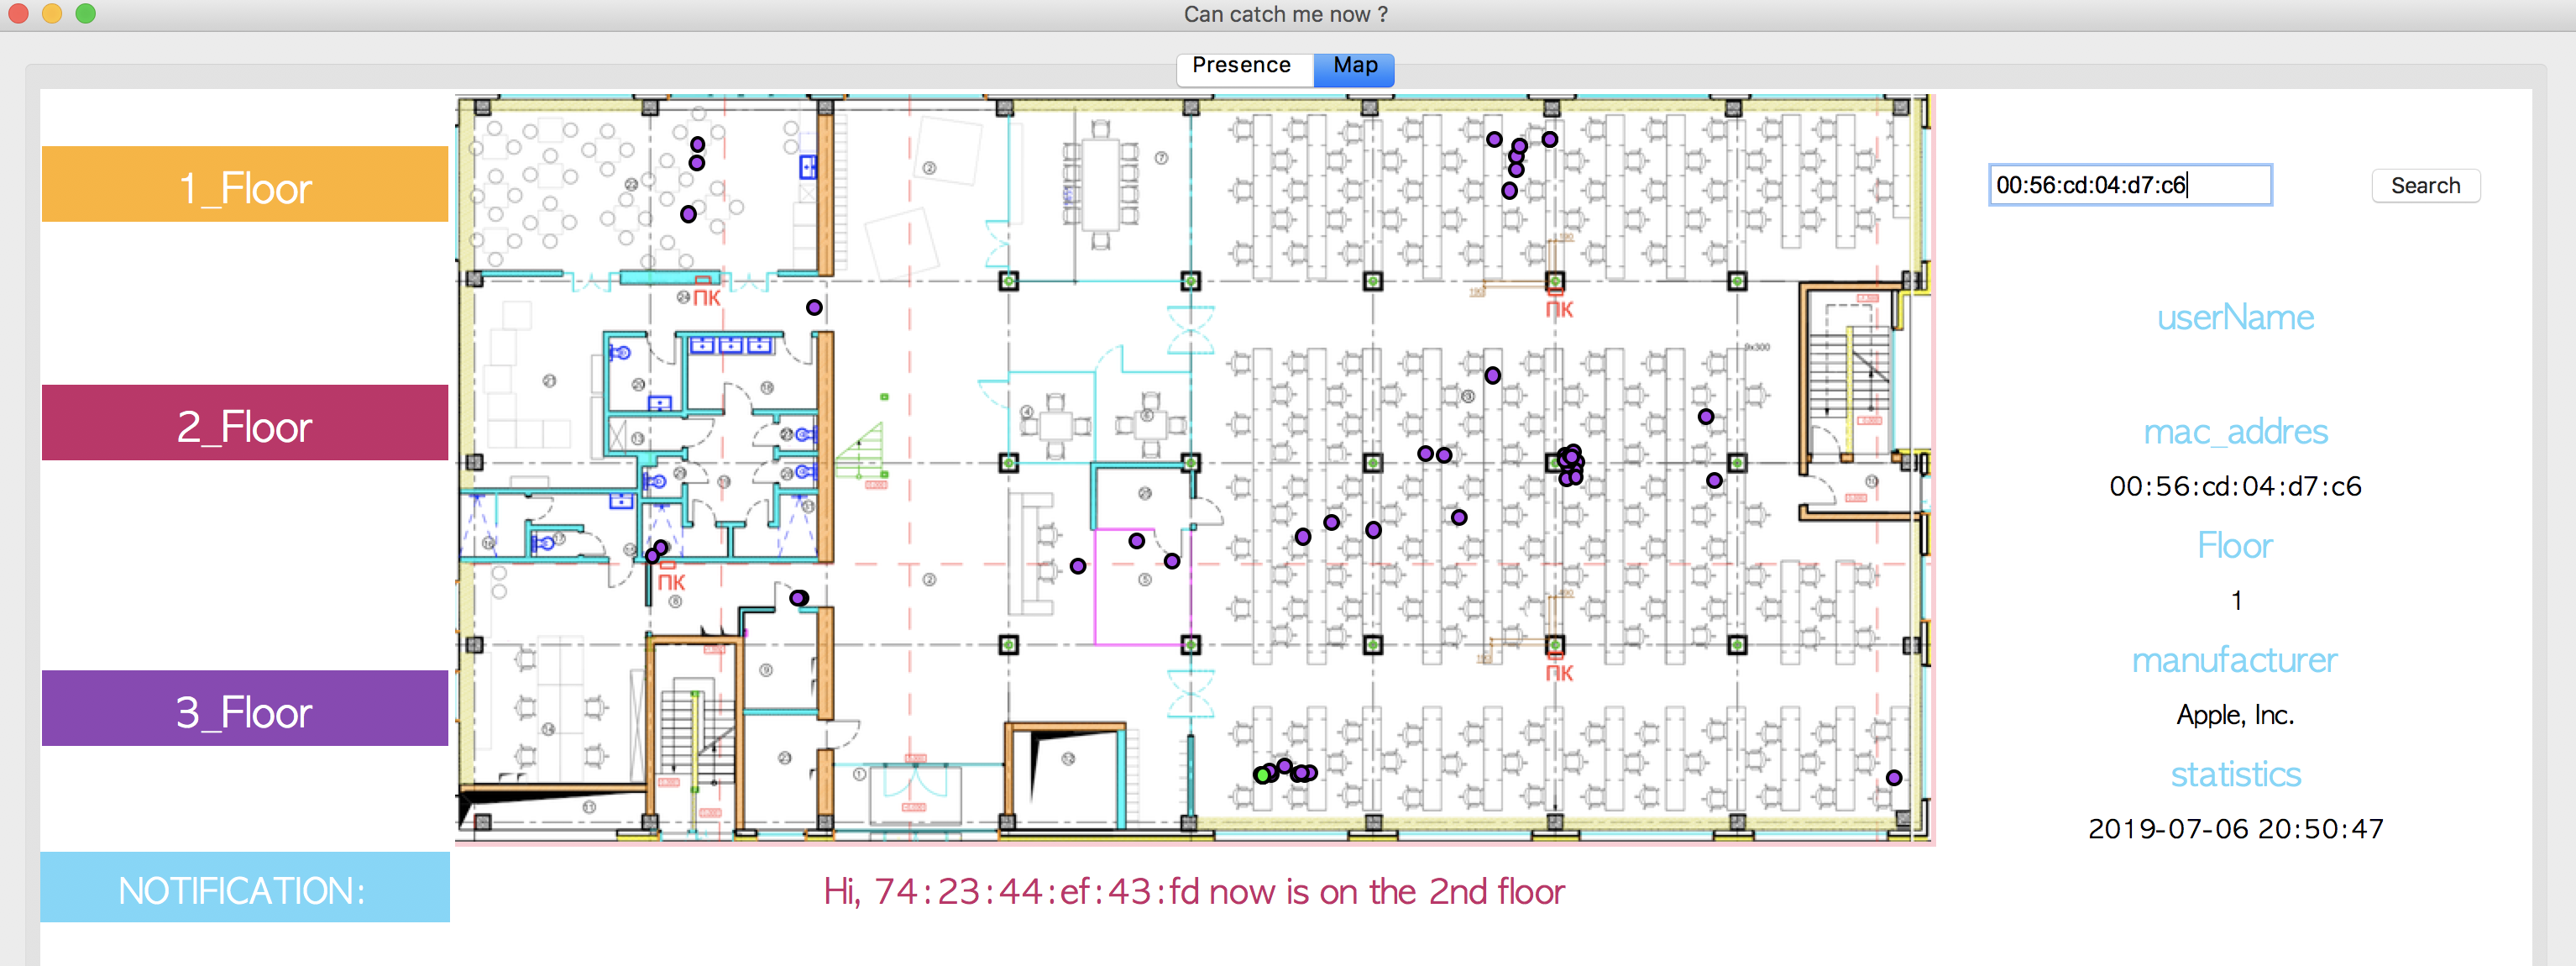 Can catch me now ?
Presence
Map
1_Floor
2_Floor
3_Floor
NOTIFICATION:
ПК
ПК
ПК
ПК
00:56:cd:04:d7:c6
Search
userName
mac_addres
00:56:cd:04:d7:c6
Floor
1
manufacturer
Apple, Inc.
statistics
2019-07-06 20:50:47
Hi, 74:23:44:ef:43:fd now is on the 2nd floor